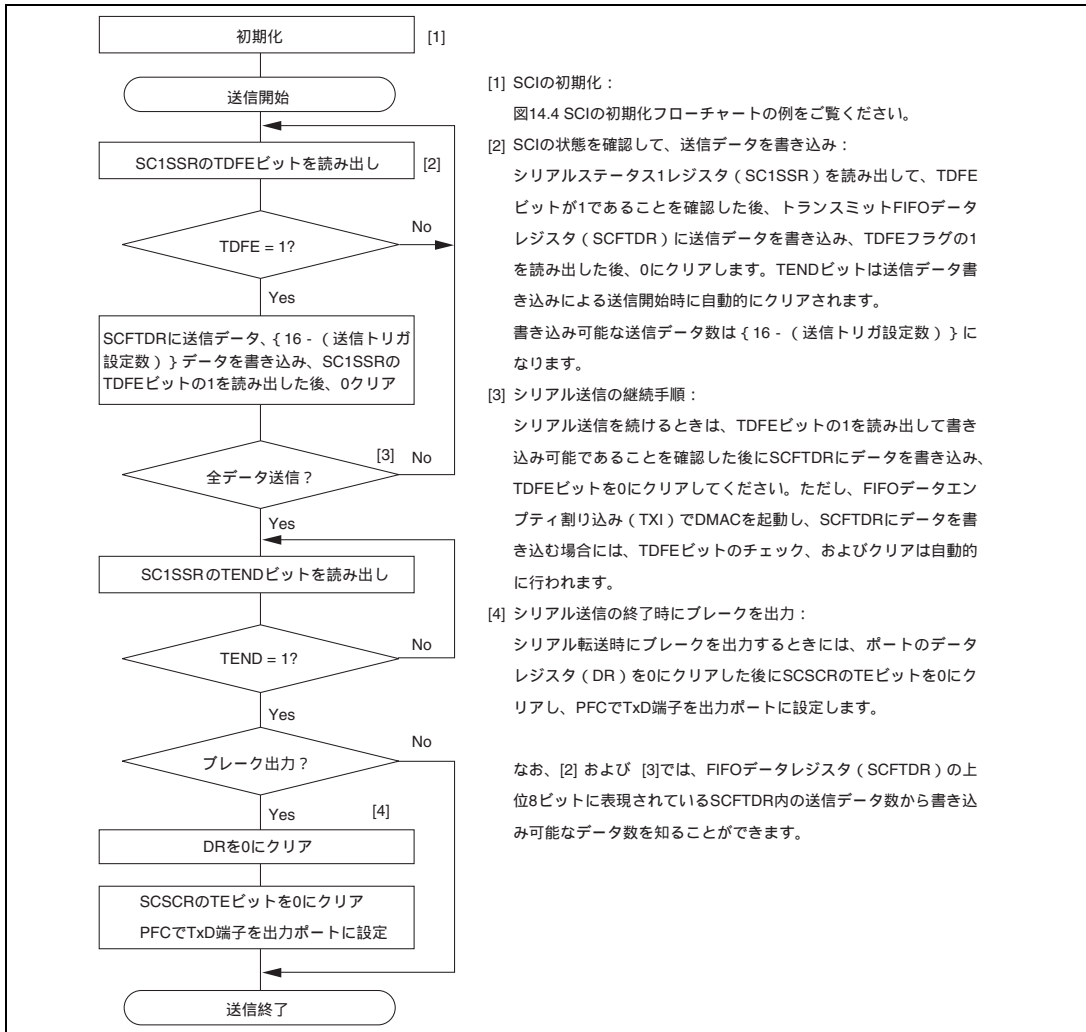 初期化
[1]
送信開始
SC1SSRのTDFEビットを読み出し
[2]
TDFE = 1?
No
Yes
SCFTDRに送信データ、{ 16 - （送信トリガ
設定数）} データを書き込み、SC1SSRの
TDFEビットの1を読み出した後、0クリア
[3]
No
全データ送信？
Yes
SC1SSRのTENDビットを読み出し
TEND = 1?
No
Yes
ブレーク出力？
No
Yes
[4]
DRを0にクリア
SCSCRのTEビットを0にクリア
PFCでTxD端子を出力ポートに設定
送信終了
[1] SCIの初期化：
図14.4 SCIの初期化フローチャートの例をご覧ください。
[2] SCIの状態を確認して、送信データを書き込み：
シリアルステータス1レジスタ（SC1SSR）を読み出して、TDFE
ビットが1であることを確認した後、トランスミットFIFOデータ
レジスタ（SCFTDR）に送信データを書き込み、TDFEフラグの1
を読み出した後、0にクリアします。TENDビットは送信データ書
き込みによる送信開始時に自動的にクリアされます。
書き込み可能な送信データ数は { 16 - （送信トリガ設定数）} に
なります。
[3] シリアル送信の継続手順：
シリアル送信を続けるときは、TDFEビットの1を読み出して書き
込み可能であることを確認した後にSCFTDRにデータを書き込み、
TDFEビットを0にクリアしてください。ただし、FIFOデータエン
プティ割り込み（TXI）でDMACを起動し、SCFTDRにデータを書
き込む場合には、TDFEビットのチェック、およびクリアは自動的
に行われます。
[4] シリアル送信の終了時にブレークを出力：
シリアル転送時にブレークを出力するときには、ポートのデータ
レジスタ（DR）を0にクリアした後にSCSCRのTEビットを0にク
リアし、PFCでTxD端子を出力ポートに設定します。
なお、[2] および [3]では、FIFOデータレジスタ（SCFTDR）の上
位8ビットに表現されているSCFTDR内の送信データ数から書き込
み可能なデータ数を知ることができます。